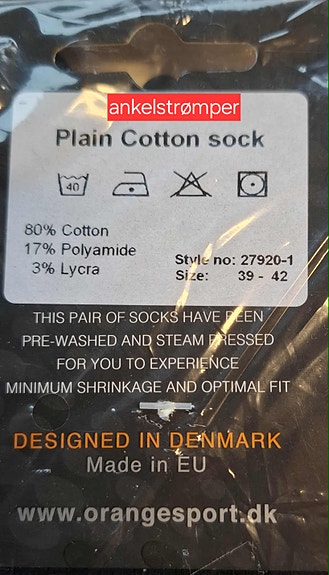 ankelstrømper
Plain Cotton sock
40
80% Cotton
17% Polyamide
3% Lycra
Style no: 27920-1
Size: 39 - 42
THIS PAIR OF SOCKS HAVE BEEN
PRE-WASHED AND STEAM PRESSED
FOR YOU TO EXPERIENCE
MINIMUM SHRINKAGE AND OPTIMAL FIT
DESIGNED IN DENMARK
Made in EU
www.orangesport.dk